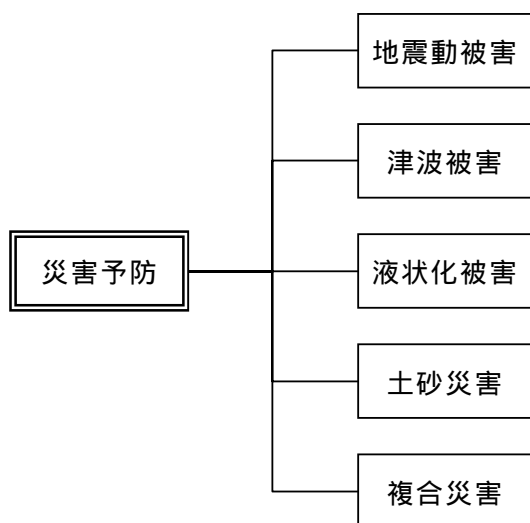 地震動被害
津波被害
災害予防
液状化被害
土砂災害
複合災害